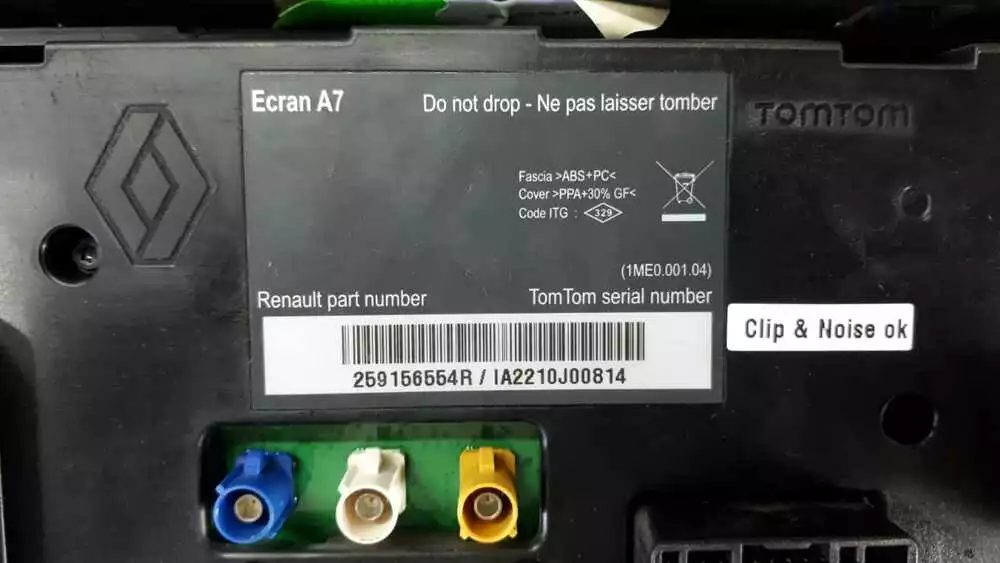 Ecran A7
Do not drop - Ne pas laisser tomber
TOMTOM
Fascia >ABS+PC<
Cover >PPA+30% GF<
Code ITG : 329
(1ME0.001.04)
Renault part number
TomTom serial number
Clip & Noise ok
259156554R / IA2210J00814